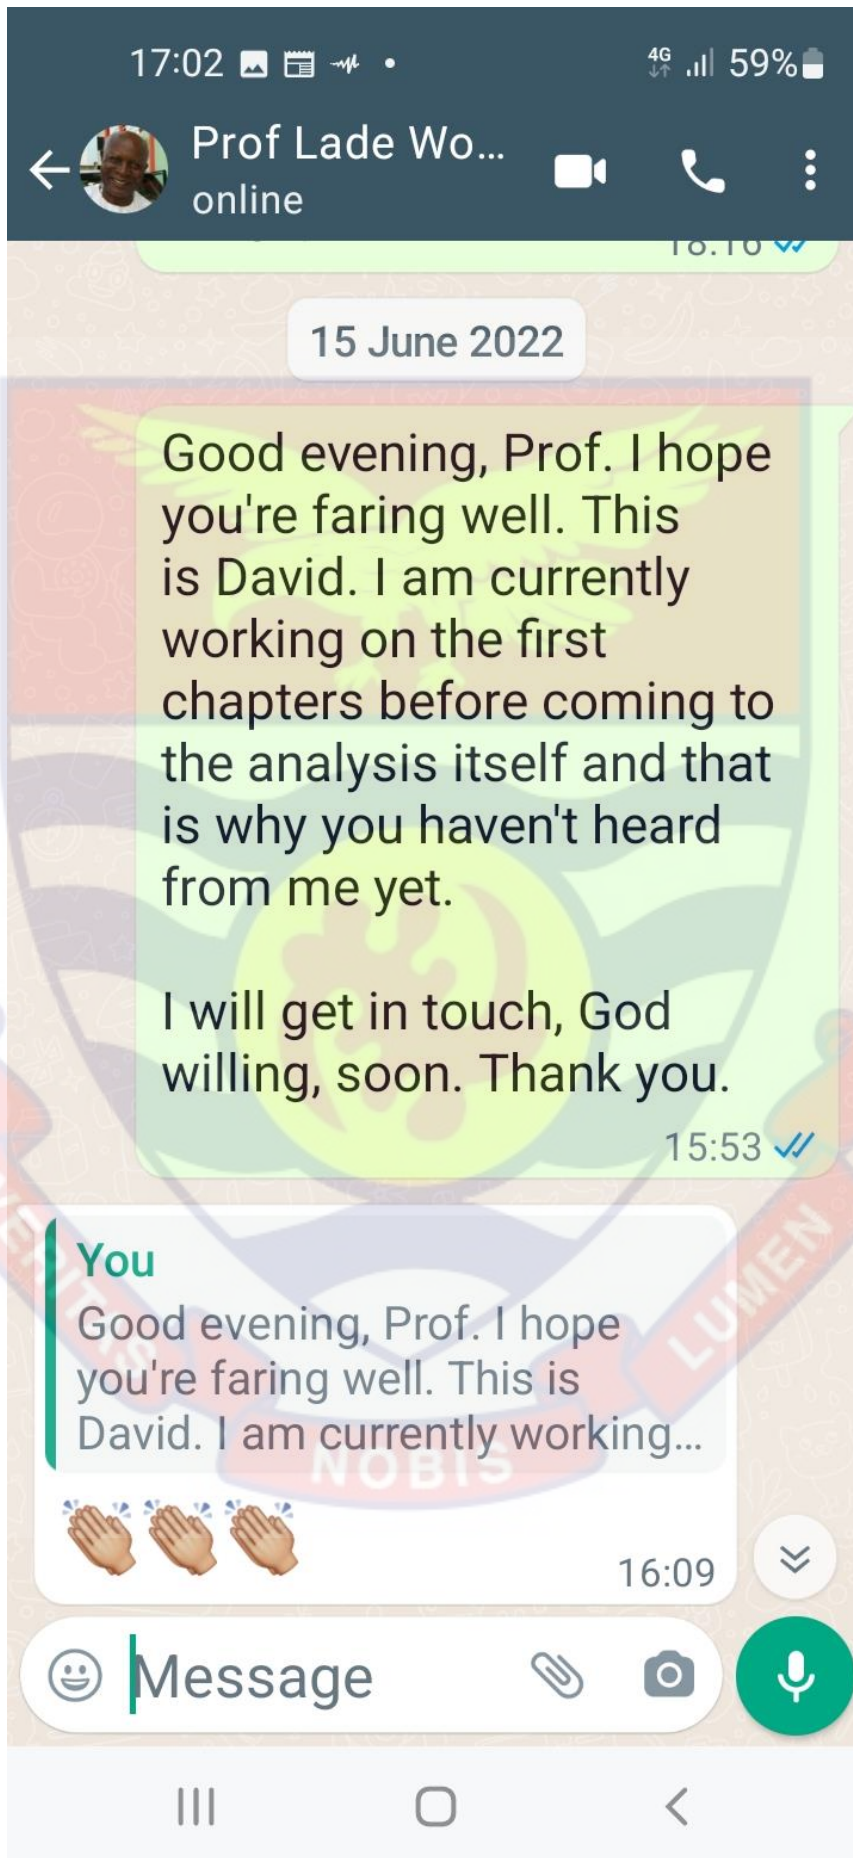 17:02
4G
59%
Prof Lade Wo...
online
18:16
15 June 2022
Good evening, Prof. I hope
you're faring well. This
is David. I am currently
working on the first
chapters before coming to
the analysis itself and that
is why you haven't heard
from me yet.
I will get in touch, God
willing, soon. Thank you.
15:53
You
Good evening, Prof. I hope
you're faring well. This is
David. I am currently working...
👏🏼👏🏼👏🏼
16:09
VERITAS
NOBIS
LUMEN
Message